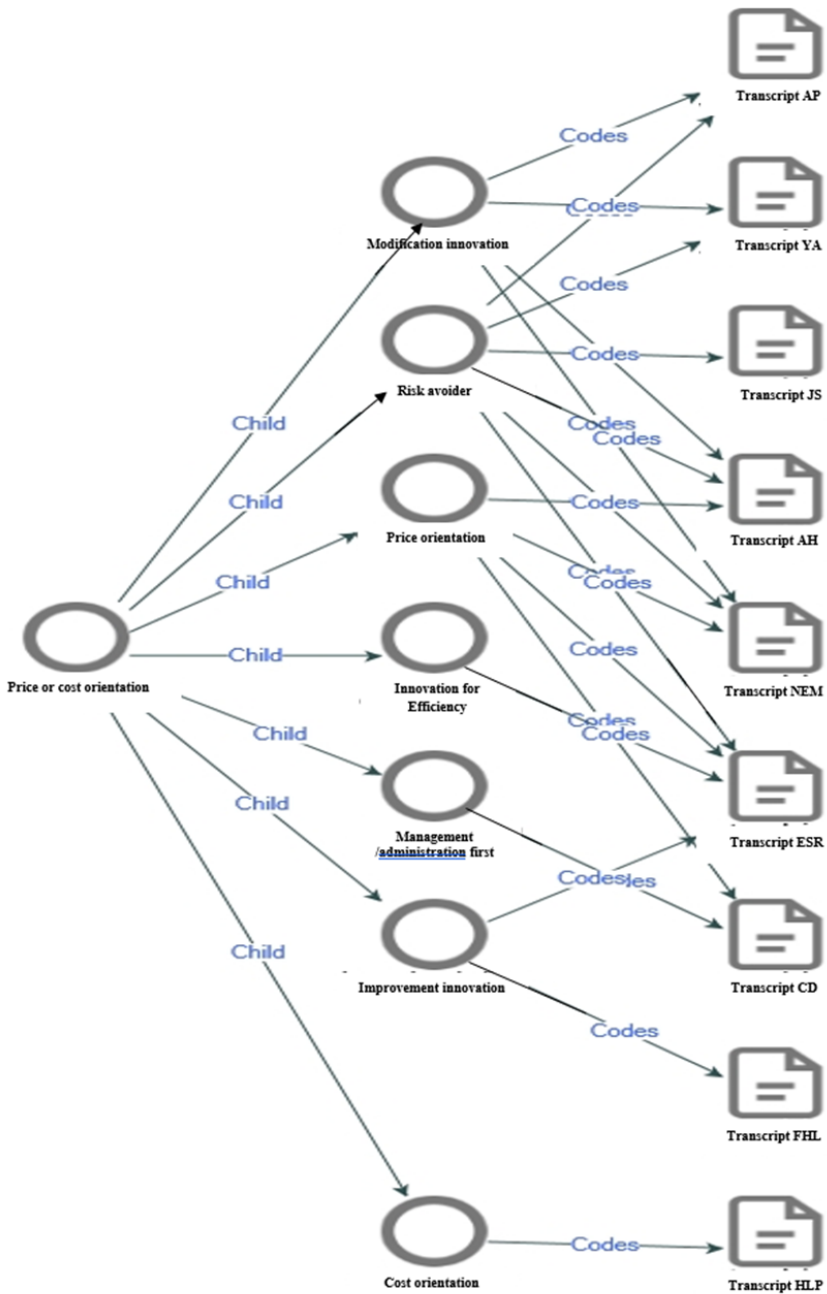 Transcript AP
Codes
Codes
Transcript YA
Modification innovation
Codes
Codes
Transcript JS
Risk avoider
Child
Codes
Codes
Child
Codes
Transcript AH
Price orientation
Codes
Child
Codes
Codes
Child
Price or cost orientation
Transcript NEM
Innovation for
Efficiency
Codes
Child
Codes
Child
Management
/administration first
Transcript ESR
Codes
Child
Improvement innovation
Transcript CD
Codes
Transcript FHL
Codes
Cost orientation
Transcript HLP